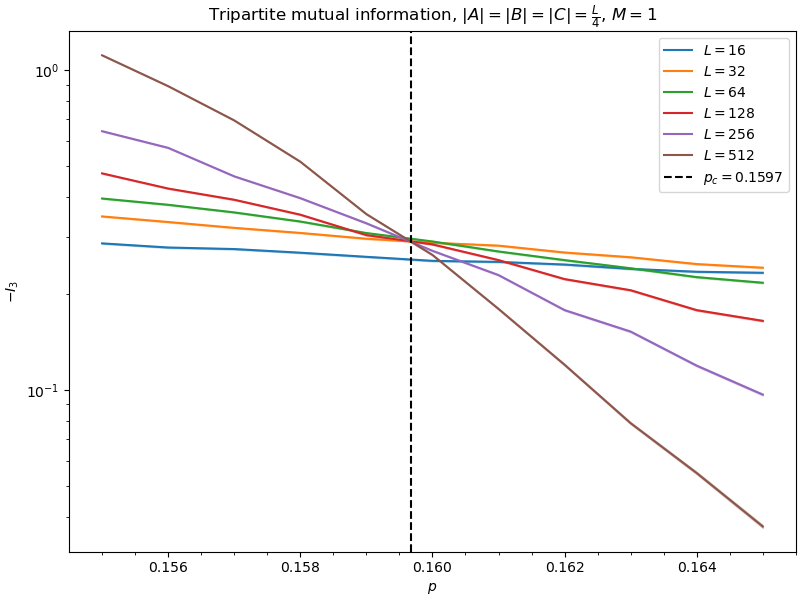 Tripartite mutual information, |A| = |B| = |C| = L/4, M = 1
10⁰
10⁻¹
−I₃
0.156 0.158 0.160 0.162 0.164
p
L = 16
L = 32
L = 64
L = 128
L = 256
L = 512
p_c = 0.1597